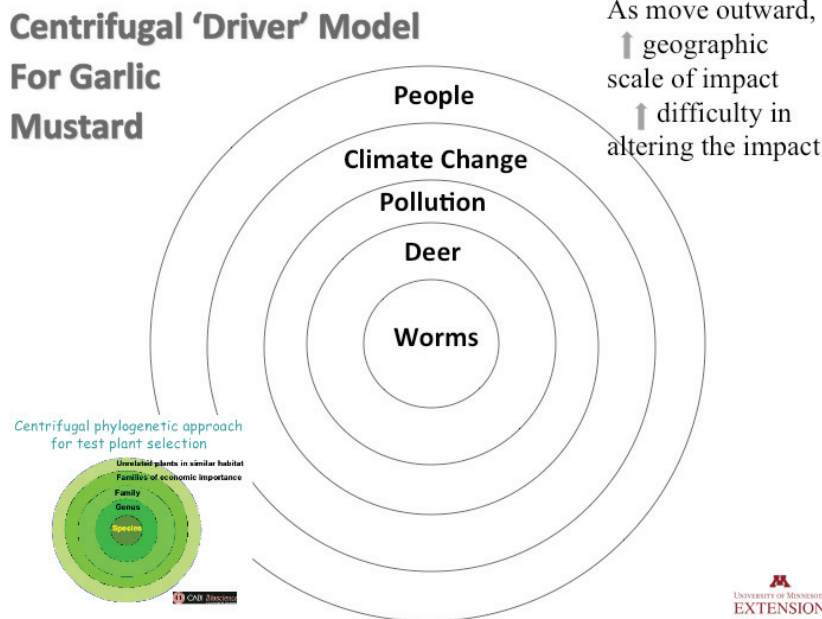 Centrifugal ‘Driver’ Model
For Garlic
Mustard
As move outward,
geographic
scale of impact
difficulty in
altering the impact
People
Climate Change
Pollution
Deer
Worms
Centrifugal phylogenetic approach
for test plant selection
Unrelated plants in similar habitat
Families of economic importance
Family
Genus
Species
CABI Bioscience
M
UNIVERSITY OF MINNESOTA
EXTENSION